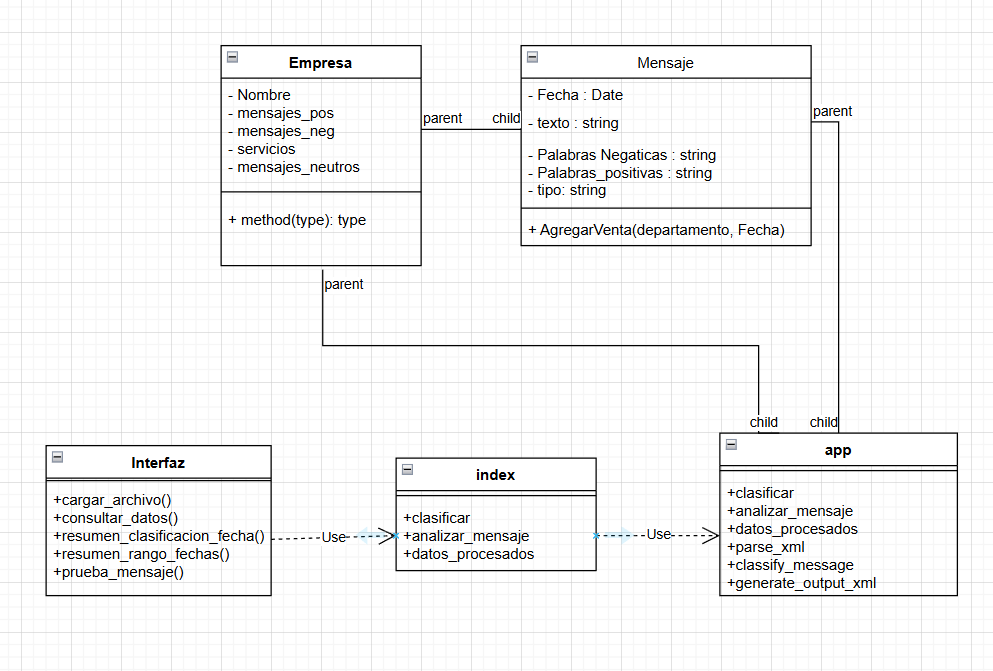 Empresa
- Nombre
- mensajes_pos
- mensajes_neg
- servicios
- mensajes_neutros
+ method(type): type
parent
child
Mensaje
- Fecha : Date
- texto : string
- Palabras Negaticas : string
- Palabras_positivas : string
- tipo: string
+ AgregarVenta(departamento, Fecha)
parent
parent
child
child
Interfaz
+cargar_archivo()
+consultar_datos()
+resumen_clasificacion_fecha()
+resumen_rango_fechas()
+prueba_mensaje()
Use
index
+clasificar
+analizar_mensaje
+datos_procesados
Use
app
+clasificar
+analizar_mensaje
+datos_procesados
+parse_xml
+classify_message
+generate_output_xml